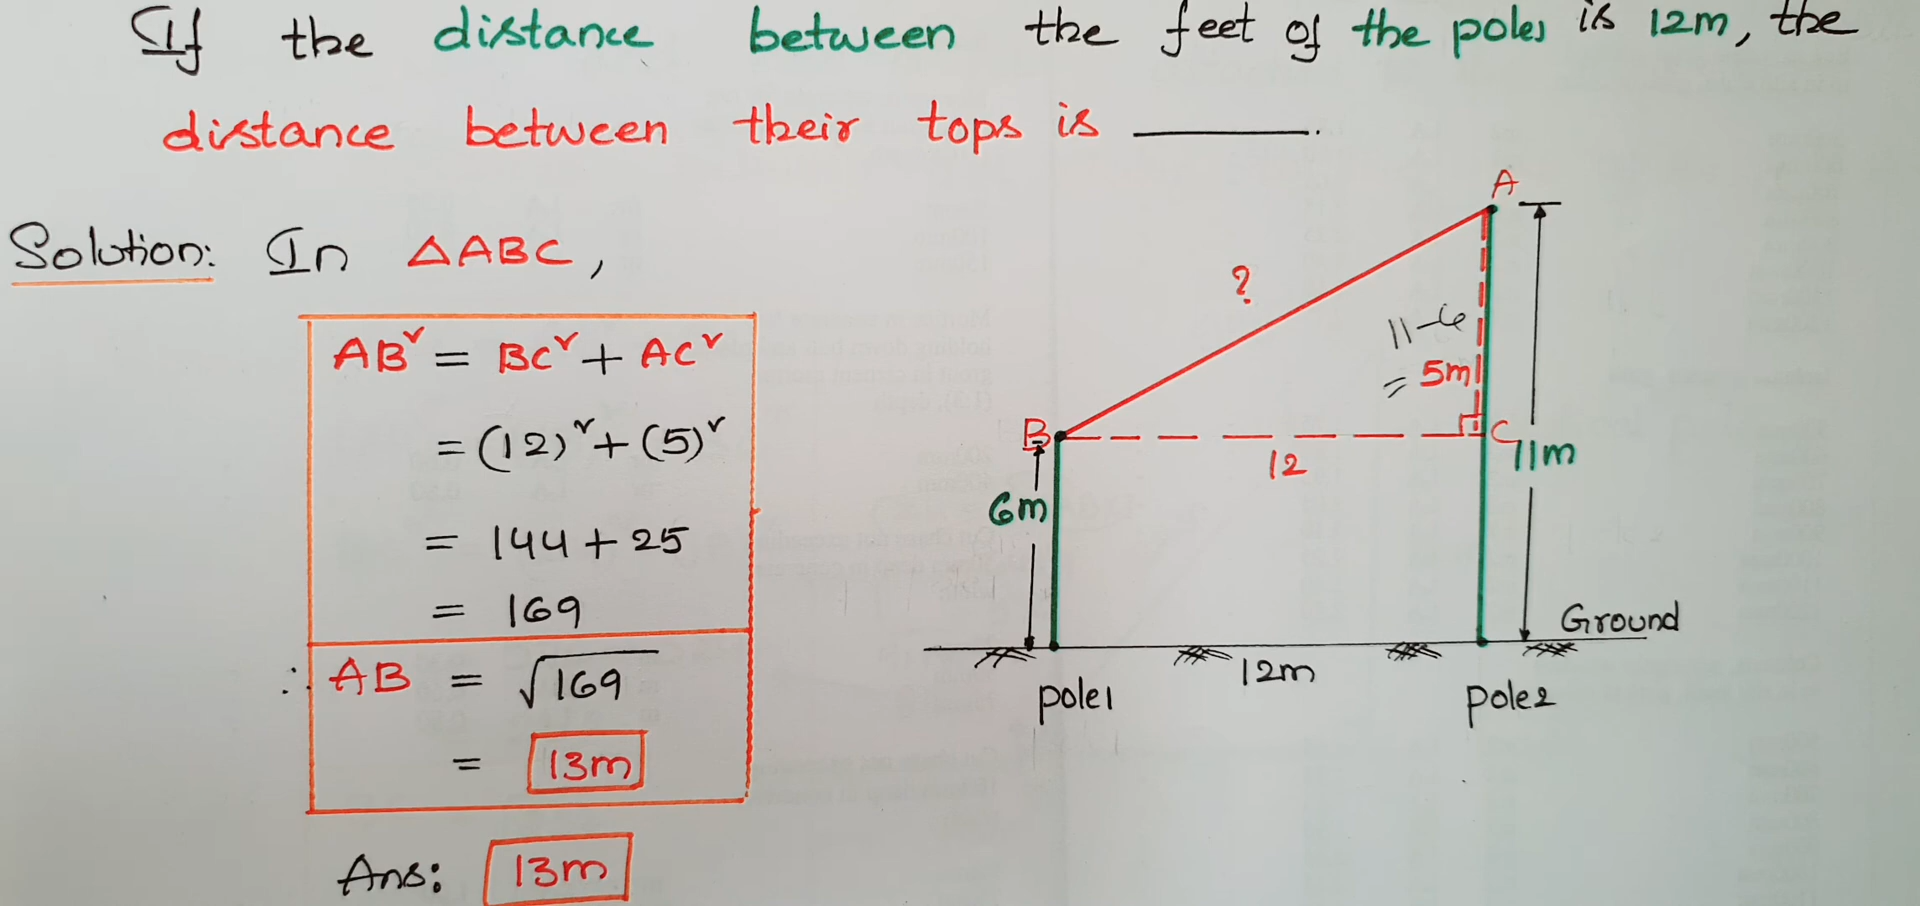 If the distance between the feet of the poles is 12m, the
distance between their tops is ______.
Solution: In △ABC,
AB² = BC² + AC²
= (12)² + (5)²
= 144 + 25
= 169
∴ AB = √169
= 13m
Ans: 13m
A
?
11-6
= 5m
B
C
12
11m
6m
Ground
12m
pole1
pole2